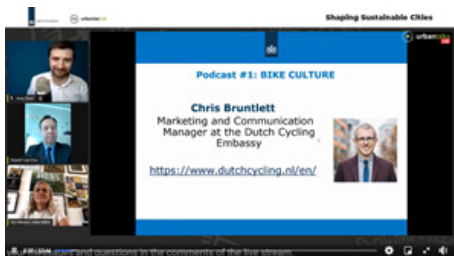 Shaping Sustainable Cities
Podcast #1: BIKE CULTURE
Chris Bruntlett
Marketing and Communication
Manager at the Dutch Cycling
Embassy
https://www.dutchcycling.nl/en/
and questions in the comments of the live stream.